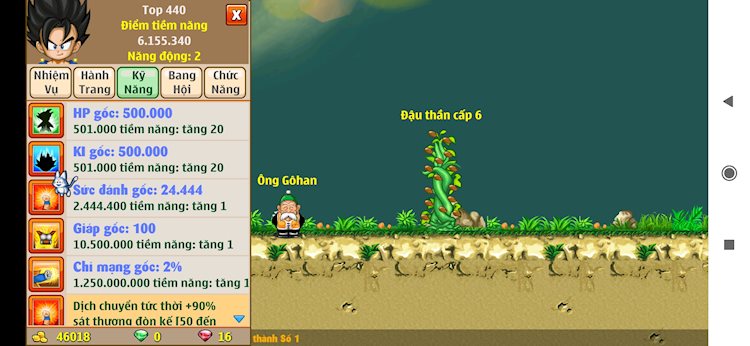 Top 440
Điểm tiềm năng
6.155.340
Năng động: 2
X
Nhiệm Vụ
Hành Trang
Kỹ Năng
Bang Hội
Chức Năng
HP gốc: 500.000
501.000 tiềm năng: tăng 20
KI gốc: 500.000
501.000 tiềm năng: tăng 20
Sức đánh gốc: 24.444
2.444.400 tiềm năng: tăng 1
Giáp gốc: 100
10.500.000 tiềm năng: tăng 1
Chí mạng gốc: 2%
1.250.000.000 tiềm năng: tăng 1
Dịch chuyển tức thời +90%
sát thương đòn kế [50 đến
46018
0
16
Đậu thần cấp 6
Ông Gôhan
thành Số 1